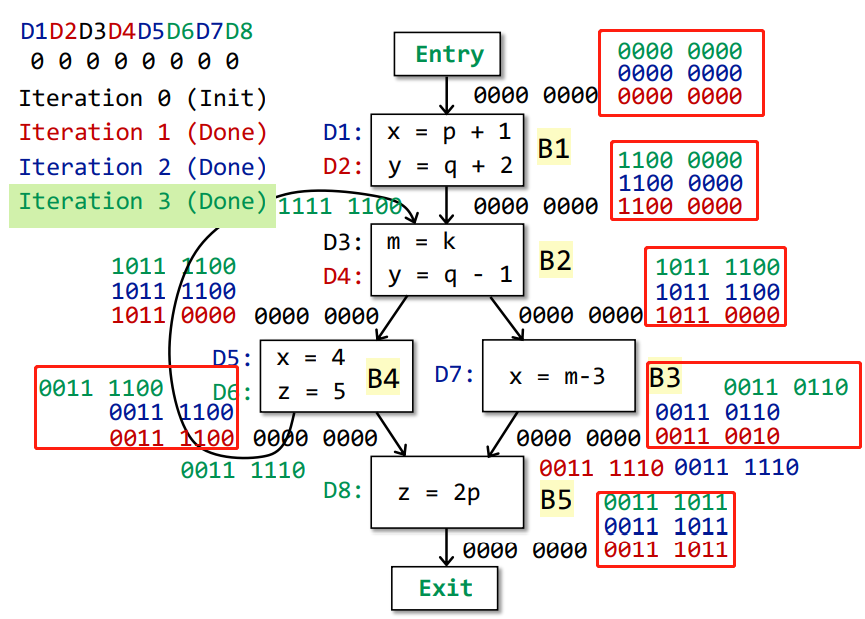 D1D2D3D4D5D6D7D8
0 0 0 0 0 0 0 0
Iteration 0 (Init)
Iteration 1 (Done)
Iteration 2 (Done)
Iteration 3 (Done)
Entry
0000 0000
0000 0000
0000 0000
0000 0000
D1: x = p + 1
D2: y = q + 2
B1
1100 0000
1100 0000
1100 0000
0000 0000
1111 1100
D3: m = k
D4: y = q - 1
B2
1011 1100
1011 1100
1011 0000
0000 0000
1011 1100
1011 1100
1011 0000
0000 0000
D5: x = 4
D6: z = 5
B4
D7: x = m-3
B3
0011 1100
0011 1100
0011 1100
0000 0000
0011 0110
0011 0110
0011 0010
0000 0000
0011 1110
0011 1110
0011 1110
D8: z = 2p
B5
0011 1011
0011 1011
0011 1011
0000 0000
Exit